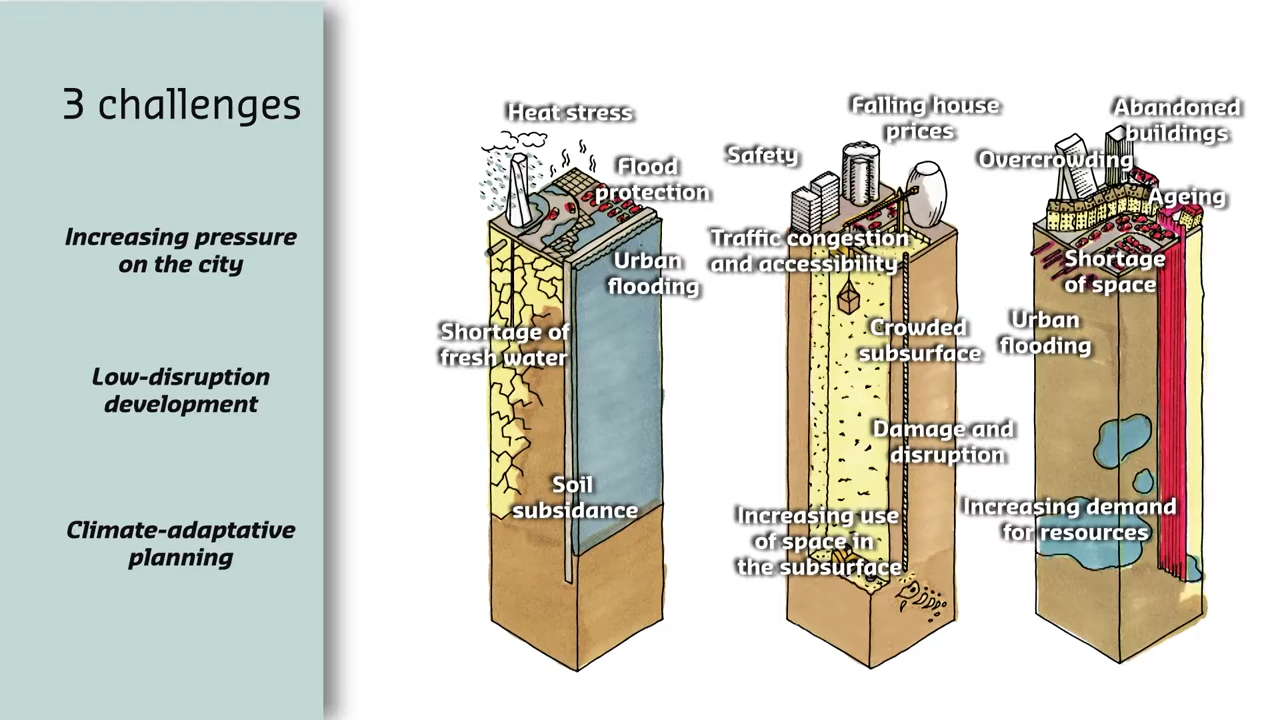 3 challenges
Increasing pressure
on the city
Low-disruption
development
Climate-adaptative
planning
Heat stress
Flood
protection
Urban
flooding
Shortage of
fresh water
Soil
subsidance
Falling house
prices
Safety
Traffic congestion
and accessibility
Crowded
subsurface
Damage and
disruption
Increasing use
of space in
the subsurface
Abandoned
buildings
Overcrowding
Ageing
Shortage
of space
Urban
flooding
Increasing demand
for resources